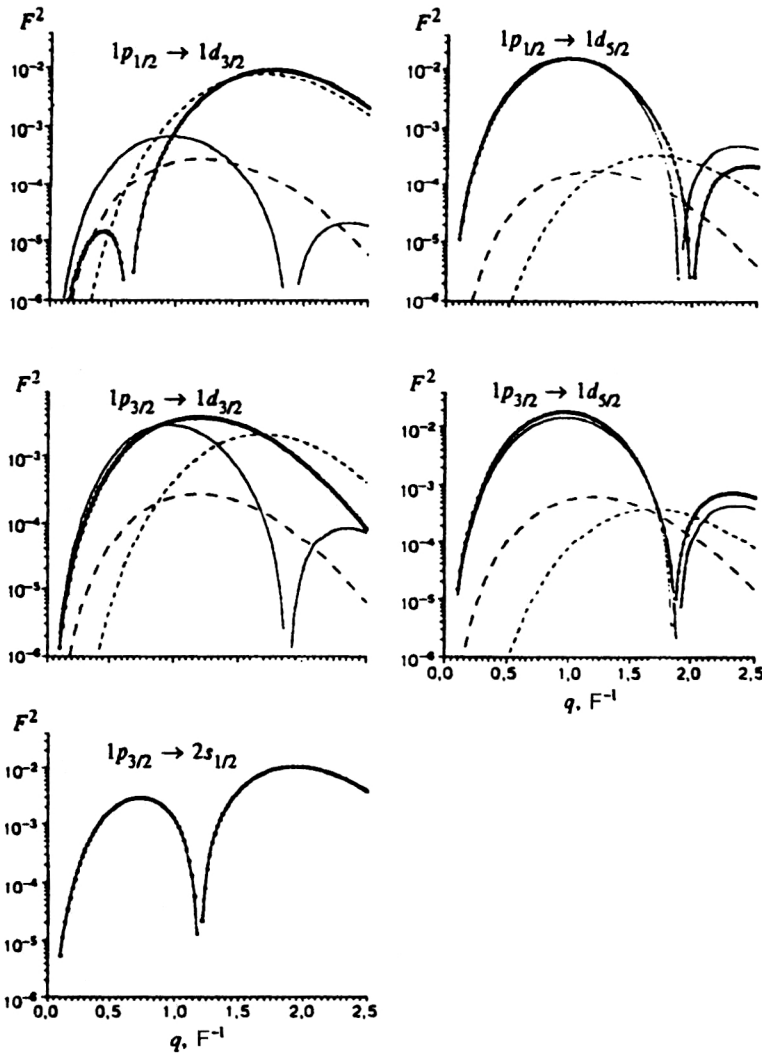 F²
1p₁/₂ → 1d₃/₂
10⁻²
10⁻³
10⁻⁴
10⁻⁵
10⁻⁶
F²
1p₁/₂ → 1d₅/₂
10⁻²
10⁻³
10⁻⁴
10⁻⁵
10⁻⁶
F²
1p₃/₂ → 1d₃/₂
10⁻²
10⁻³
10⁻⁴
10⁻⁵
10⁻⁶
F²
1p₃/₂ → 1d₅/₂
10⁻²
10⁻³
10⁻⁴
10⁻⁵
10⁻⁶
0,0 0,5 1,0 1,5 2,0 2,5
q, F⁻¹
F²
1p₃/₂ → 2s₁/₂
10⁻²
10⁻³
10⁻⁴
10⁻⁵
10⁻⁶
0 0,5 1,0 1,5 2,0 2,5
q, F⁻¹